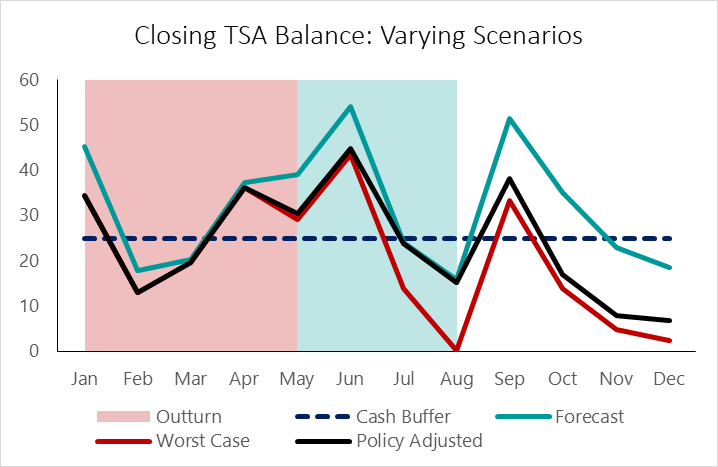 Closing TSA Balance: Varying Scenarios
60
50
40
30
20
10
0
Jan Feb Mar Apr May Jun Jul Aug Sep Oct Nov Dec
Outturn Cash Buffer Forecast
Worst Case Policy Adjusted